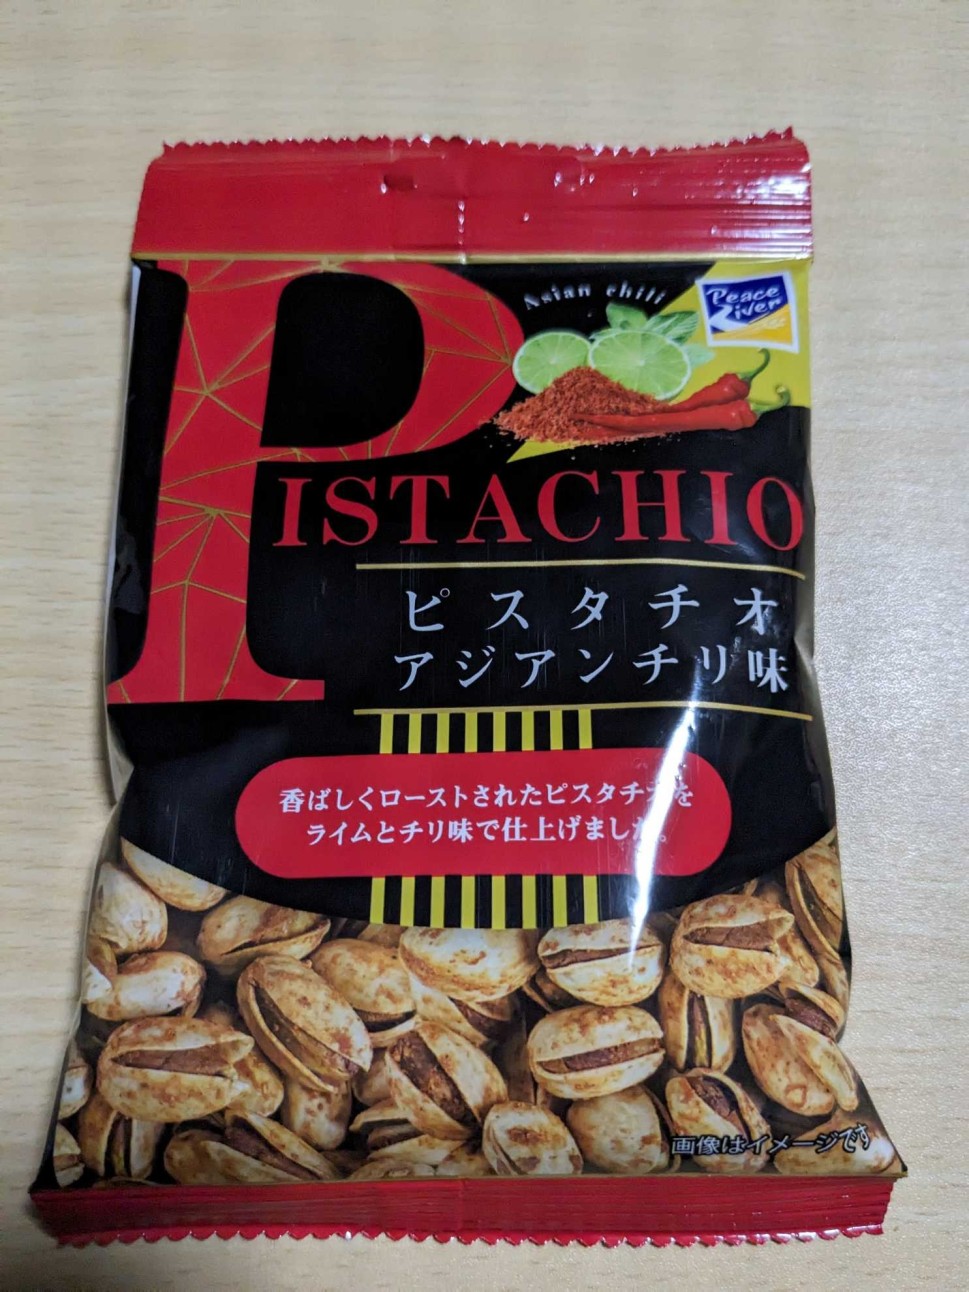 Asian chili
Peace
River
PISTACHIO
ピスタチオ
アジアンチリ味
香ばしくローストされたピスタチオを
ライムとチリ味で仕上げました。
画像はイメージです